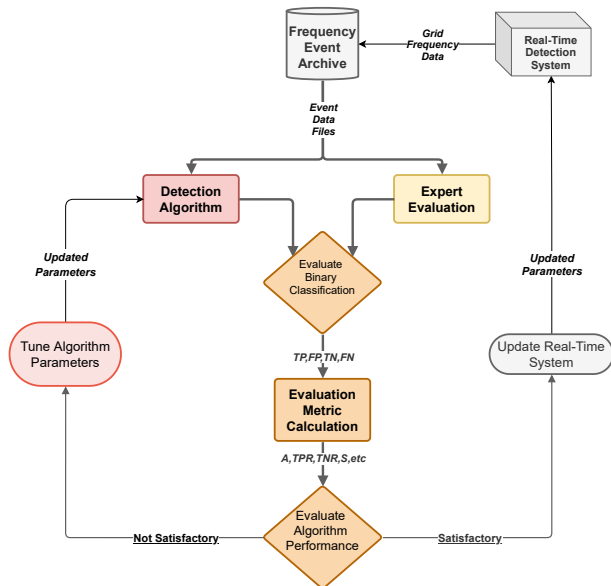 Frequency
Event
Archive
Grid
Frequency
Data
Real-Time
Detection
System
Event
Data
Files
Detection
Algorithm
Expert
Evaluation
Updated
Parameters
Evaluate
Binary
Classification
Updated
Parameters
Tune Algorithm
Parameters
TP,FP,TN,FN
Update Real-Time
System
Evaluation
Metric
Calculation
A,TPR,TNR,S,etc
Evaluate
Algorithm
Performance
Not Satisfactory
Satisfactory